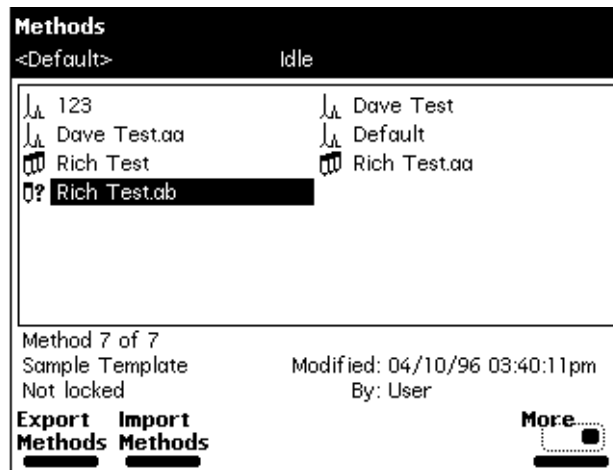 Methods
<Default> Idle
123 Dave Test
Dave Test.aa Default
Rich Test Rich Test.aa
? Rich Test.ab
Method 7 of 7
Sample Template Modified: 04/10/96 03:40:11pm
Not locked By: User
Export Import More
Methods Methods